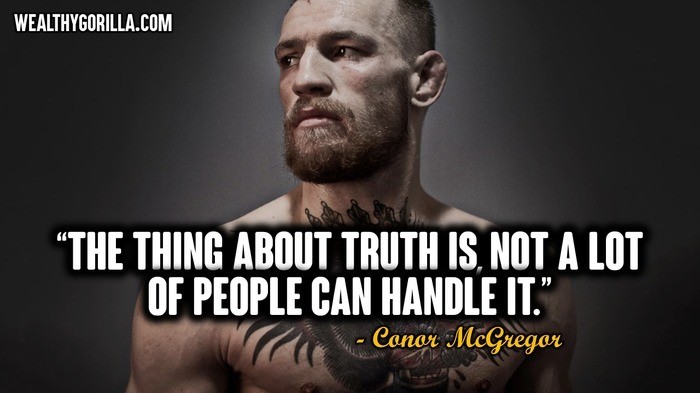 WEALTHYGORILLA.COM
“THE THING ABOUT TRUTH IS, NOT A LOT
OF PEOPLE CAN HANDLE IT.”
- Conor McGregor